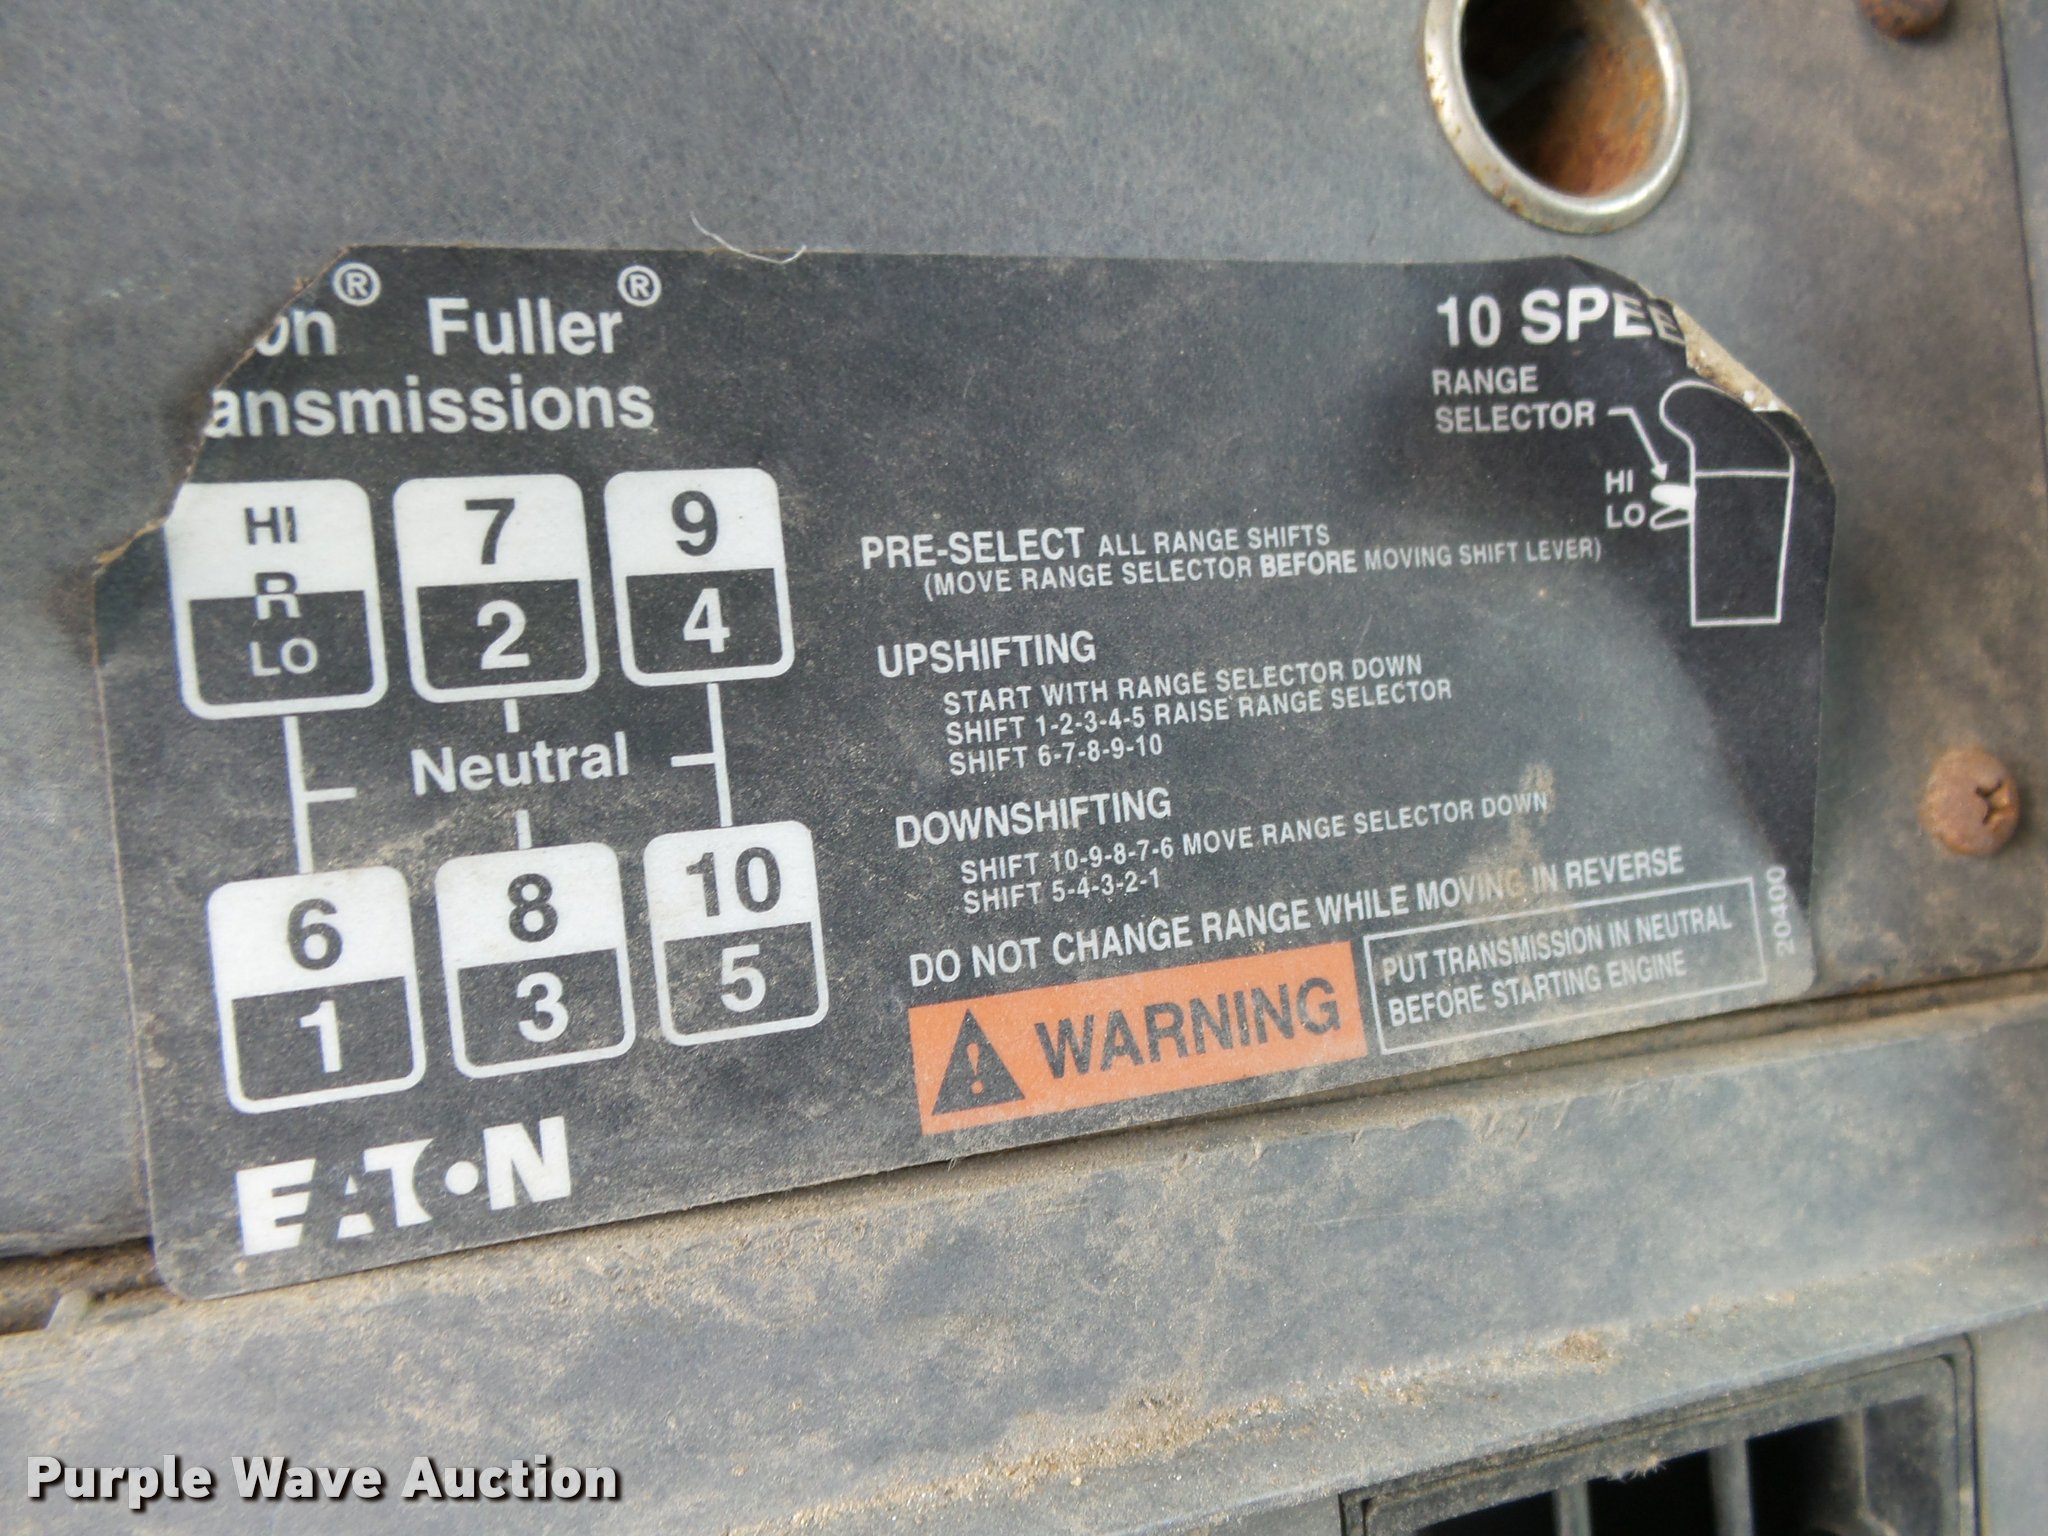 on® Fuller®
ansmissions
10 SPEE
RANGE
SELECTOR
HI
LO
HI
R
LO
7
2
9
4
Neutral
6
1
8
3
10
5
PRE-SELECT ALL RANGE SHIFTS
(MOVE RANGE SELECTOR BEFORE MOVING SHIFT LEVER)
UPSHIFTING
START WITH RANGE SELECTOR DOWN
SHIFT 1-2-3-4-5 RAISE RANGE SELECTOR
SHIFT 6-7-8-9-10
DOWNSHIFTING
SHIFT 10-9-8-7-6 MOVE RANGE SELECTOR DOWN
SHIFT 5-4-3-2-1
DO NOT CHANGE RANGE WHILE MOVING IN REVERSE
WARNING
PUT TRANSMISSION IN NEUTRAL
BEFORE STARTING ENGINE
20400
EATON
Purple Wave Auction